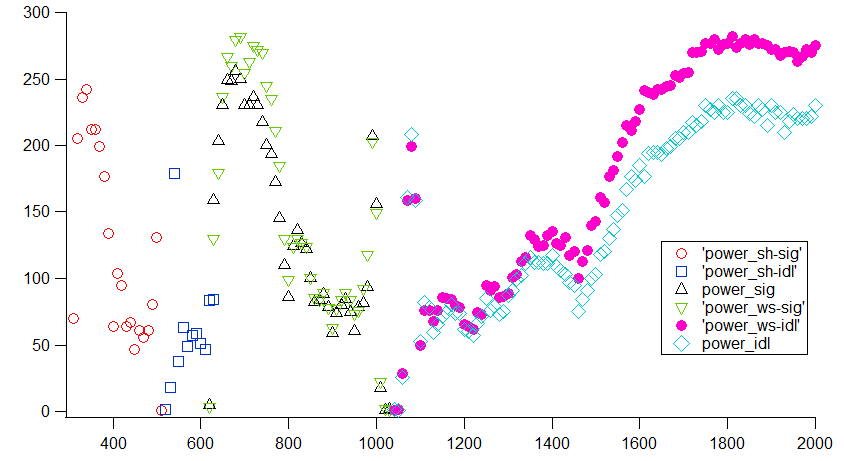 300
250
200
150
100
50
0
400 600 800 1000 1200 1400 1600 1800 2000
'power_sh-sig'
'power_sh-idl'
power_sig
'power_ws-sig'
'power_ws-idl'
power_idl